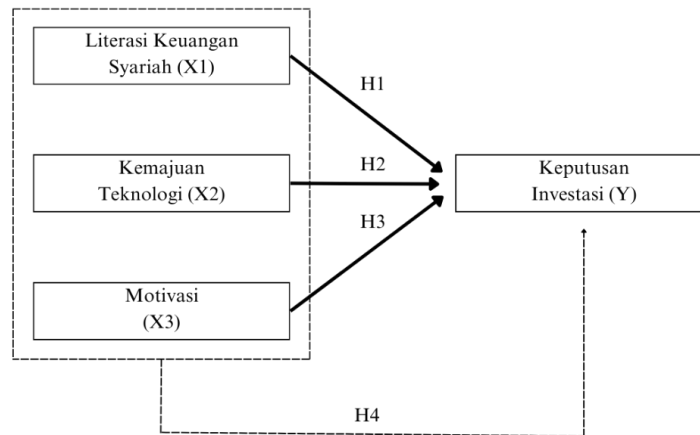 Literasi Keuangan
Syariah (X1)
H1
Kemajuan
Teknologi (X2)
H2
Keputusan
Investasi (Y)
H3
Motivasi
(X3)
H4